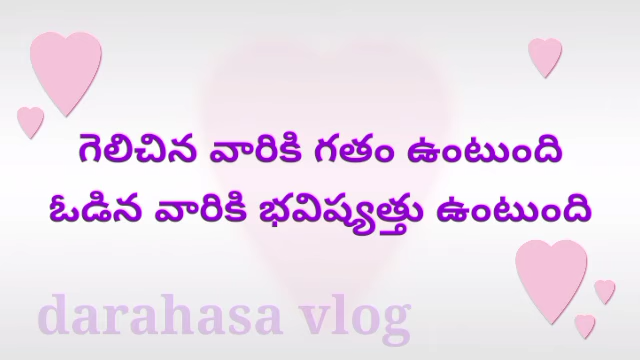 గెలిచిన వారికి గతం ఉంటుంది
ఓడిన వారికి భవిష్యత్తు ఉంటుంది
darahasa vlog